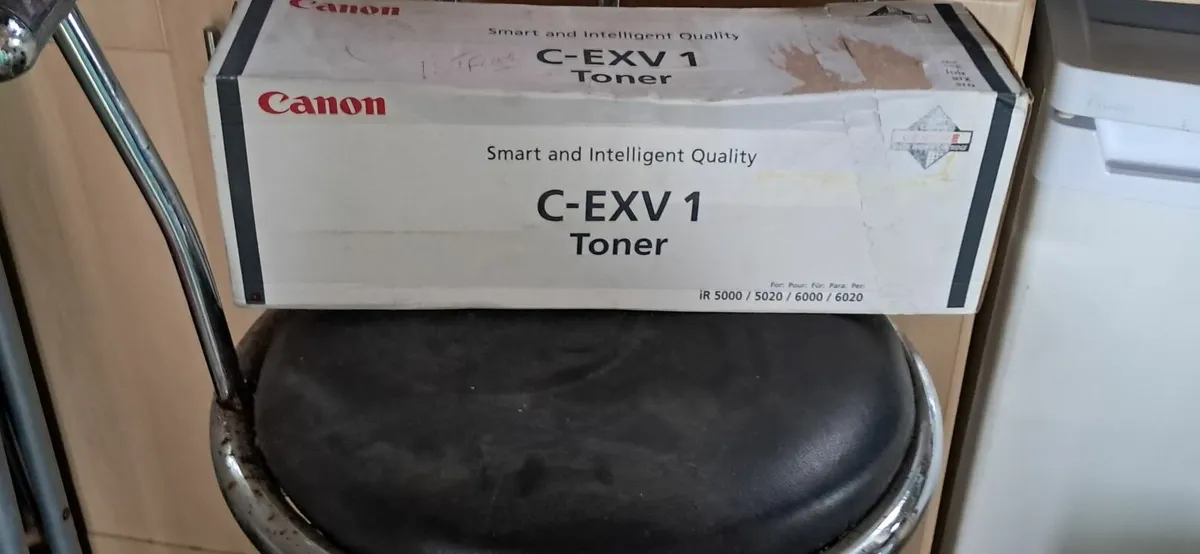 Canon
Smart and Intelligent Quality
C-EXV 1
Toner
Canon
Smart and Intelligent Quality
C-EXV 1
Toner
For: Pour: Für: Para: Per:
iR 5000 / 5020 / 6000 / 6020